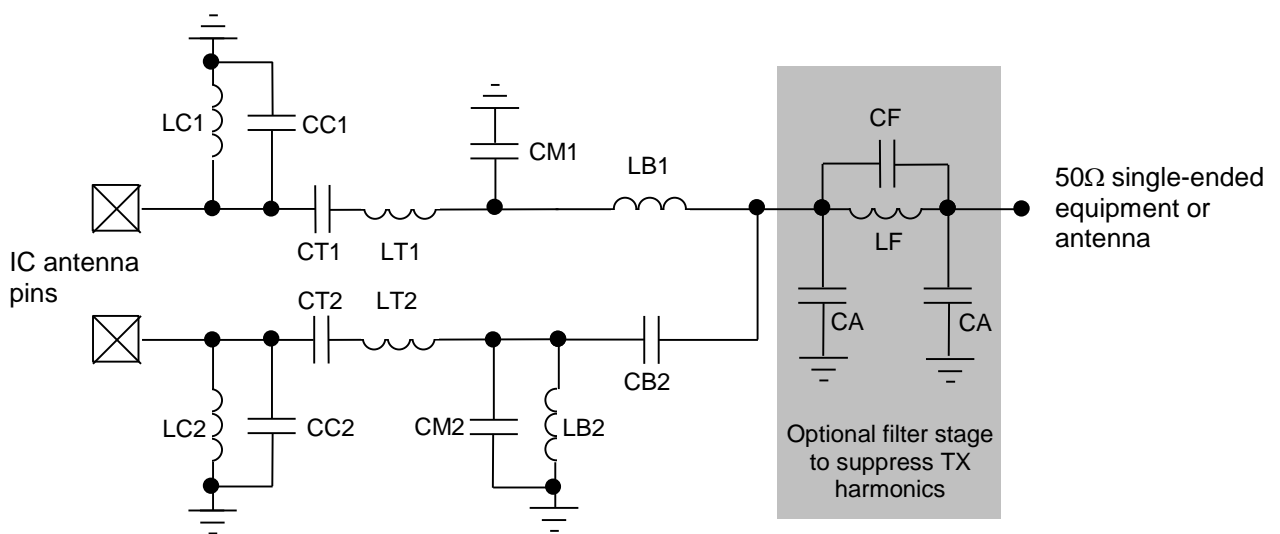 LC1
CC1
CM1
LB1
CF
50Ω single-ended
equipment or
antenna
CT1
LT1
LF
IC antenna
pins
CT2
LT2
CA
CA
CB2
LC2
CC2
CM2
LB2
Optional filter stage
to suppress TX
harmonics